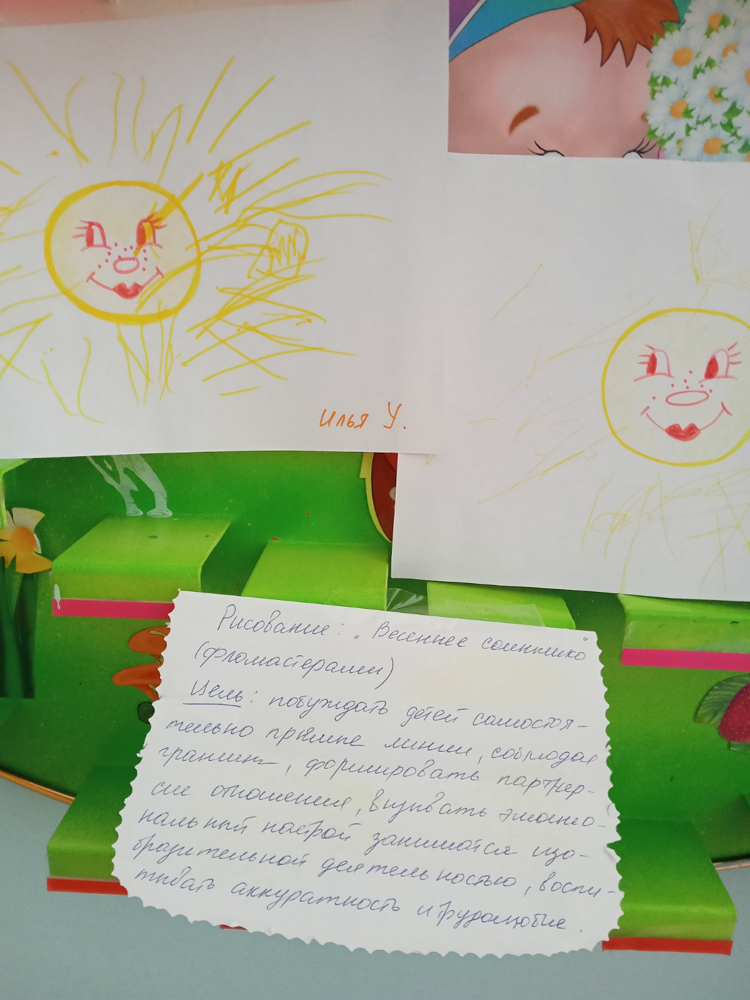 Илья У.
Рисование: „Весеннее солнышко"
(фломастерами)
Цель: побуждать детей самостоя-
тельно прямые линии, соблюдая
границы, формировать партнер-
ские отношения, вызывать эмоцио-
нальный настрой заниматся изо-
бразительной деятельностью, воспи-
тывать аккуратность и трудолюбие.